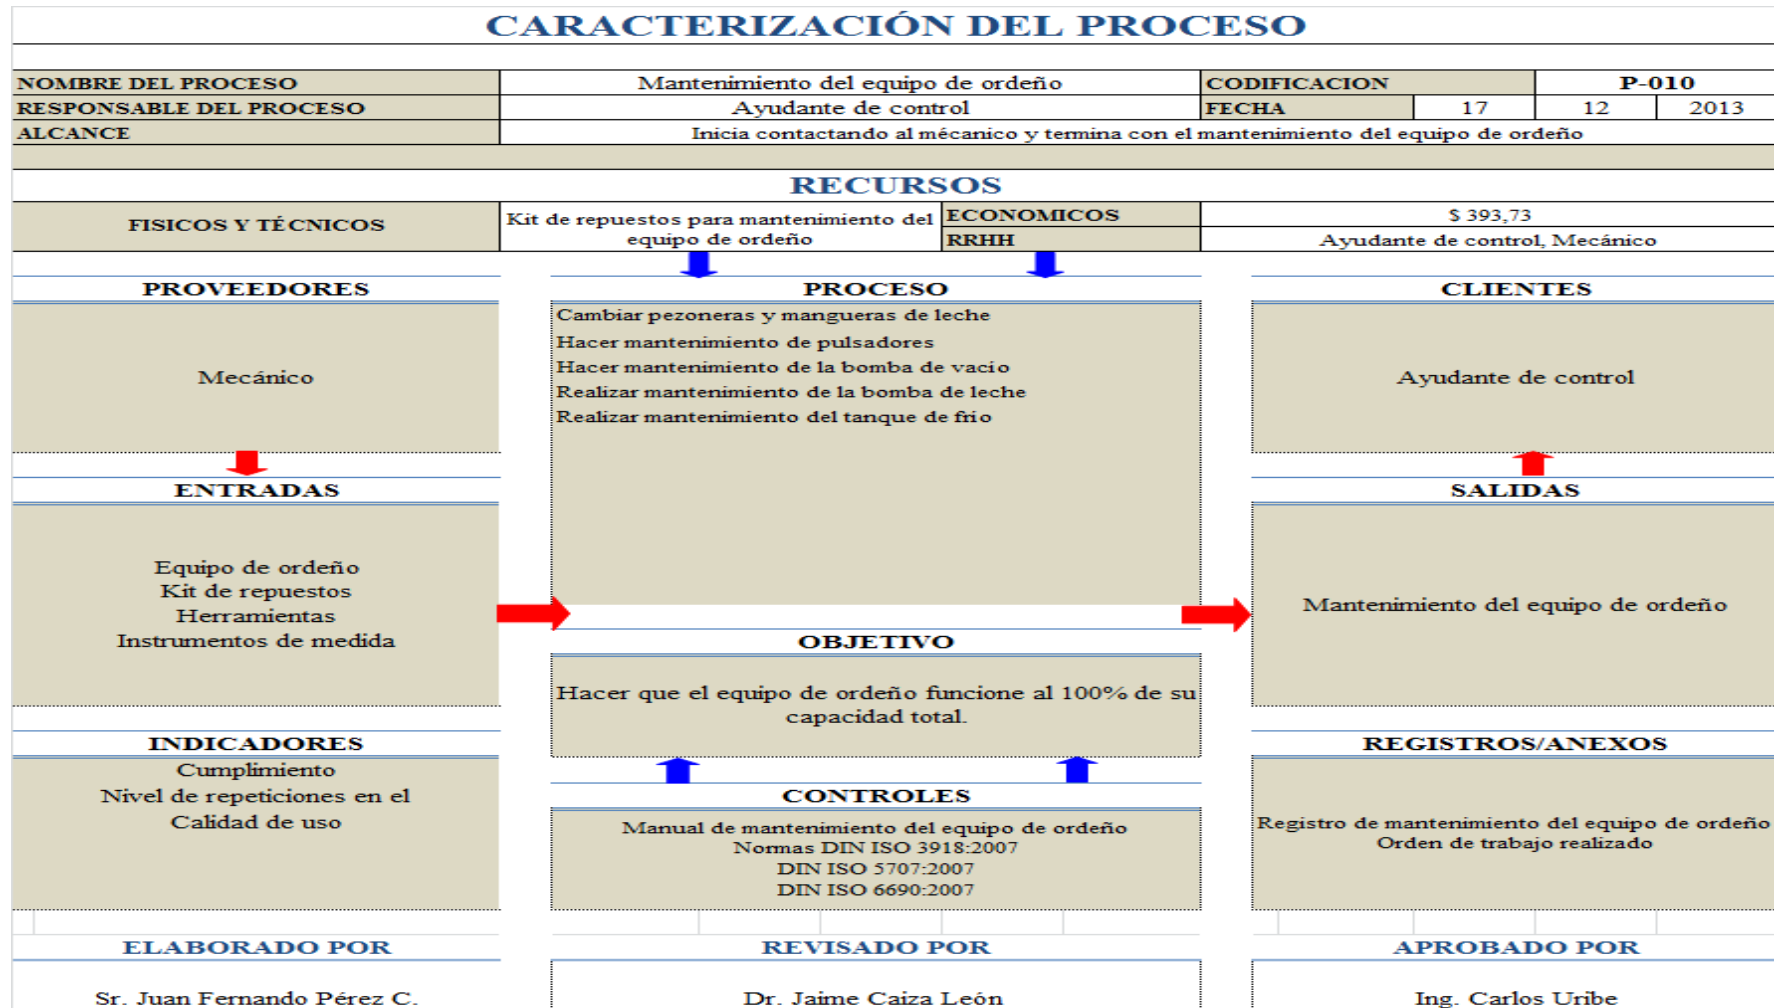 CARACTERIZACIÓN DEL PROCESO
NOMBRE DEL PROCESO Mantenimiento del equipo de ordeño CODIFICACION P-010
RESPONSABLE DEL PROCESO Ayudante de control FECHA 17 12 2013
ALCANCE Inicia contactando al mécanico y termina con el mantenimiento del equipo de ordeño
RECURSOS
FISICOS Y TÉCNICOS
Kit de repuestos para mantenimiento del
equipo de ordeño
ECONOMICOS $ 393,73
RRHH Ayudante de control, Mecánico
PROVEEDORES
Mecánico
ENTRADAS
Equipo de ordeño
Kit de repuestos
Herramientas
Instrumentos de medida
INDICADORES
Cumplimiento
Nivel de repeticiones en el
Calidad de uso
PROCESO
Cambiar pezoneras y mangueras de leche
Hacer mantenimiento de pulsadores
Hacer mantenimiento de la bomba de vacío
Realizar mantenimiento de la bomba de leche
Realizar mantenimiento del tanque de frio
OBJETIVO
Hacer que el equipo de ordeño funcione al 100% de su
capacidad total.
CONTROLES
Manual de mantenimiento del equipo de ordeño
Normas DIN ISO 3918:2007
DIN ISO 5707:2007
DIN ISO 6690:2007
CLIENTES
Ayudante de control
SALIDAS
Mantenimiento del equipo de ordeño
REGISTROS/ANEXOS
Registro de mantenimiento del equipo de ordeño
Orden de trabajo realizado
ELABORADO POR
Sr. Juan Fernando Pérez C.
REVISADO POR
Dr. Jaime Caiza León
APROBADO POR
Ing. Carlos Uribe